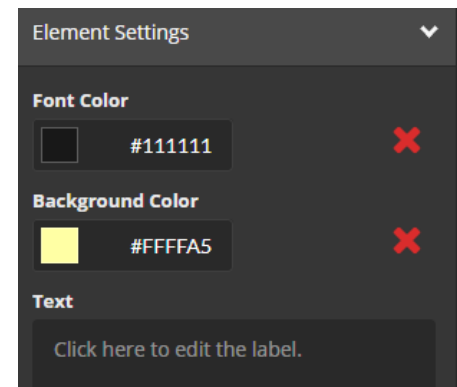 Element Settings
Font Color
#111111
Background Color
#FFFFA5
Text
Click here to edit the label.